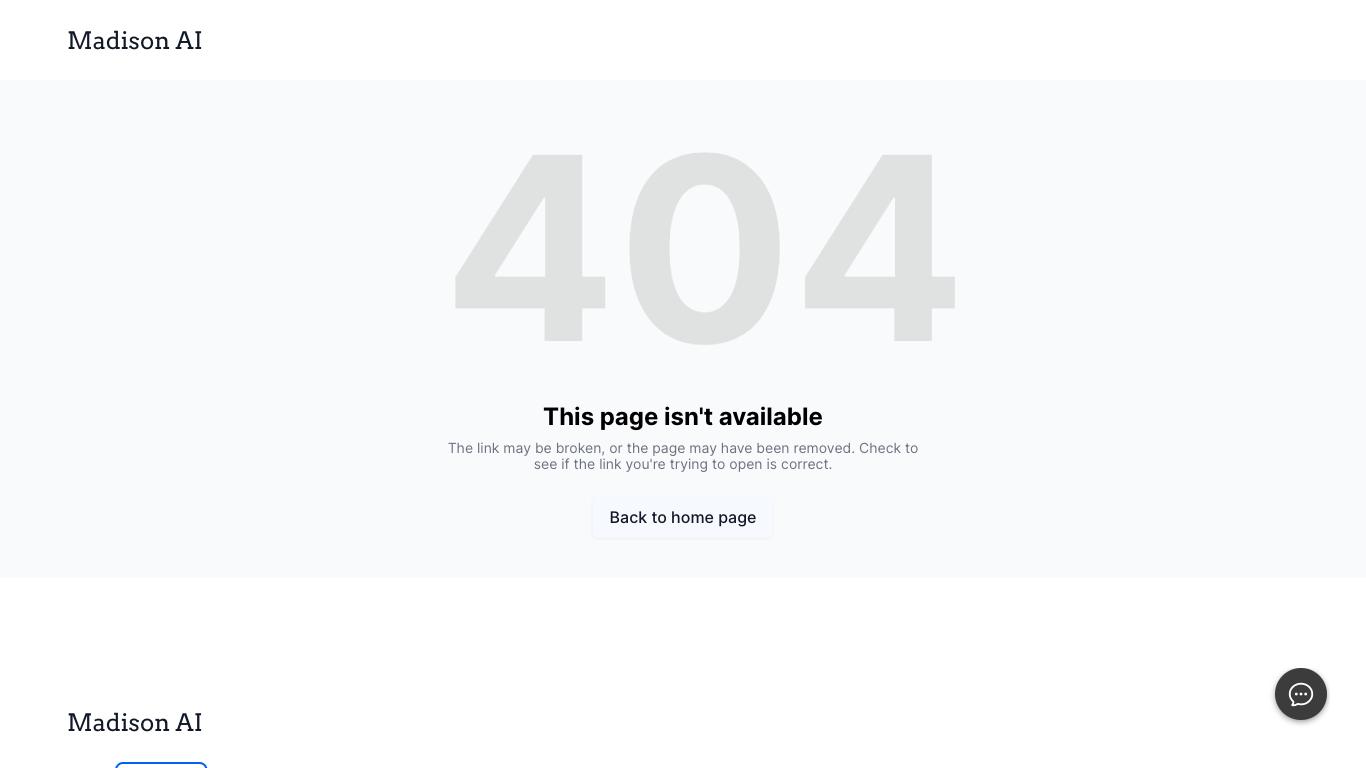 Madison AI
404
This page isn't available
The link may be broken, or the page may have been removed. Check to
see if the link you're trying to open is correct.
Back to home page
Madison AI